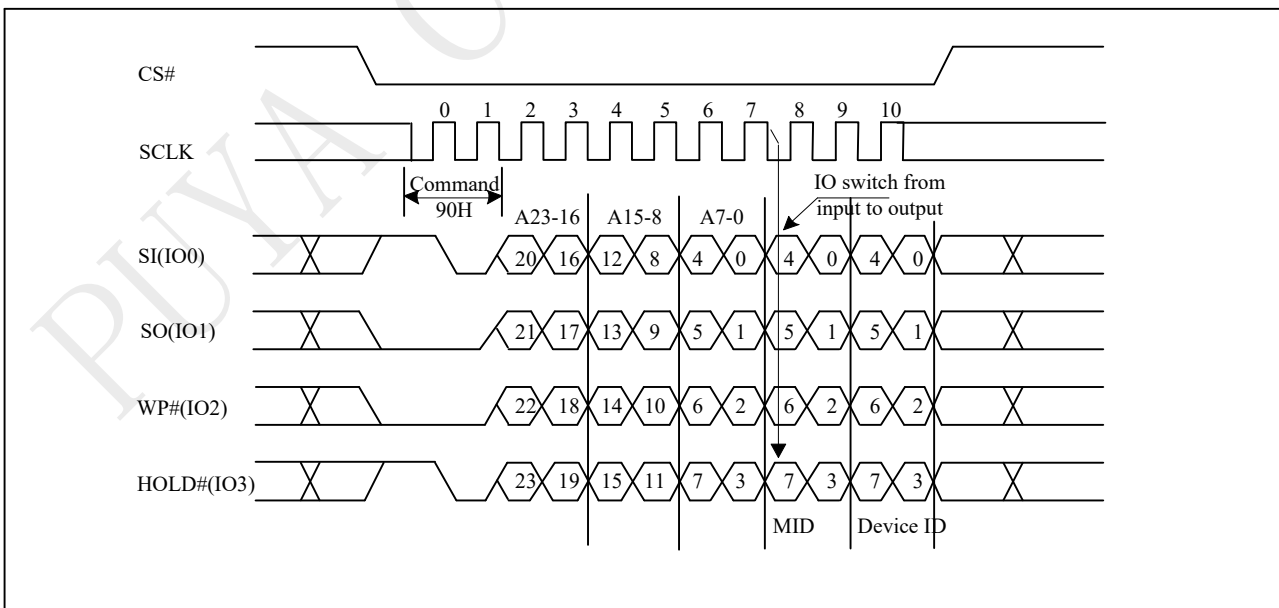 PUYA
CS#
0 1 2 3 4 5 6 7 8 9 10
SCLK
Command
90H
IO switch from
input to output
A23-16 A15-8 A7-0
SI(IO0) 20 16 12 8 4 0 4 0 4 0
SO(IO1) 21 17 13 9 5 1 5 1 5 1
WP#(IO2) 22 18 14 10 6 2 6 2 6 2
HOLD#(IO3) 23 19 15 11 7 3 7 3 7 3
MID Device ID